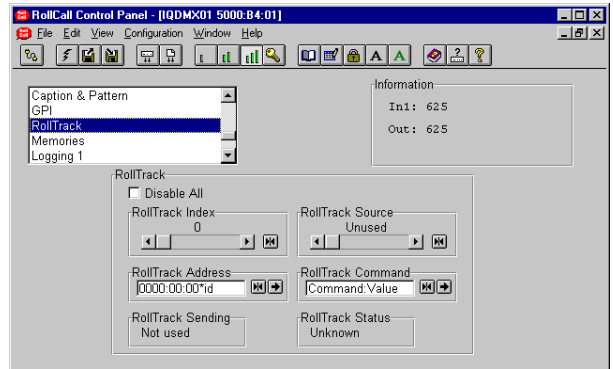 RollCall Control Panel - [IQDMX01 5000:B4:01]
File Edit View Configuration Window Help
A A
Caption & Pattern
GPI
RollTrack
Memories
Logging 1
Information
In1: 625
Out: 625
RollTrack
Disable All
RollTrack Index
0
RollTrack Source
Unused
RollTrack Address
0000:00:00*id
RollTrack Command
Command:Value
RollTrack Sending
Not used
RollTrack Status
Unknown